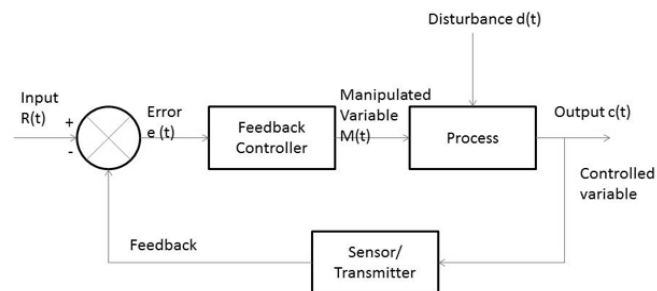 Disturbance d(t)
Input
R(t)
+
-
Error
e (t)
Feedback
Controller
Manipulated
Variable
M(t)
Process
Output c(t)
Controlled
variable
Feedback
Sensor/
Transmitter